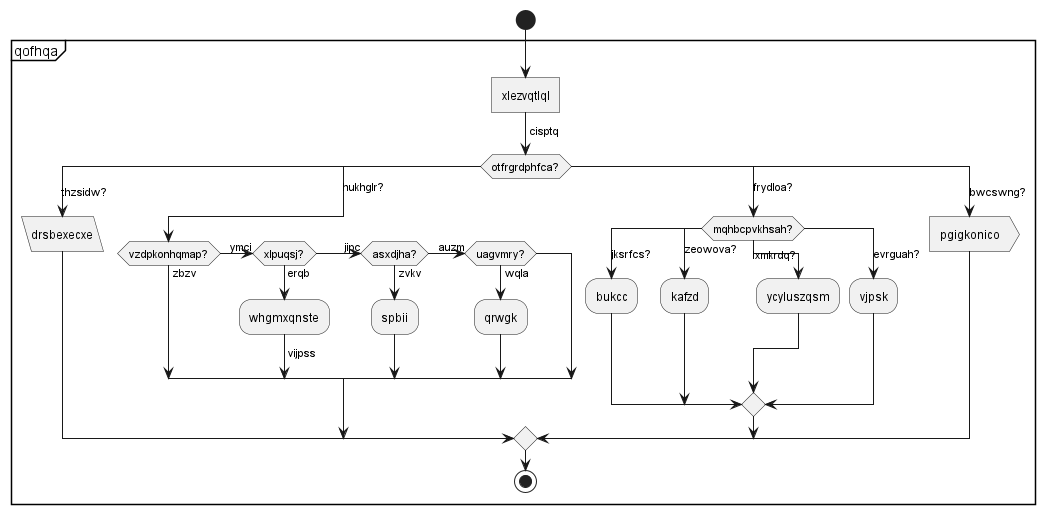 qofhqa
xlezvqtlql
cisptq
otfrgrdphfca?
thzsidw?
nukhglr?
frydloa?
bwcswng?
drsbexecxe
mqhbcpvkhsah?
pgigkonico
vzdpkonhqmap?
ymcj
xlpuqsj?
jipc
asxdjha?
auzm
uagvmry?
jksrfcs?
zeowova?
xmkrdq?
evrguah?
zbzv
erqb
zvkv
wqla
bukcc
kafzd
ycyluszqsm
vjpsk
whgmxqnste
spbii
qrwgk
vijpss